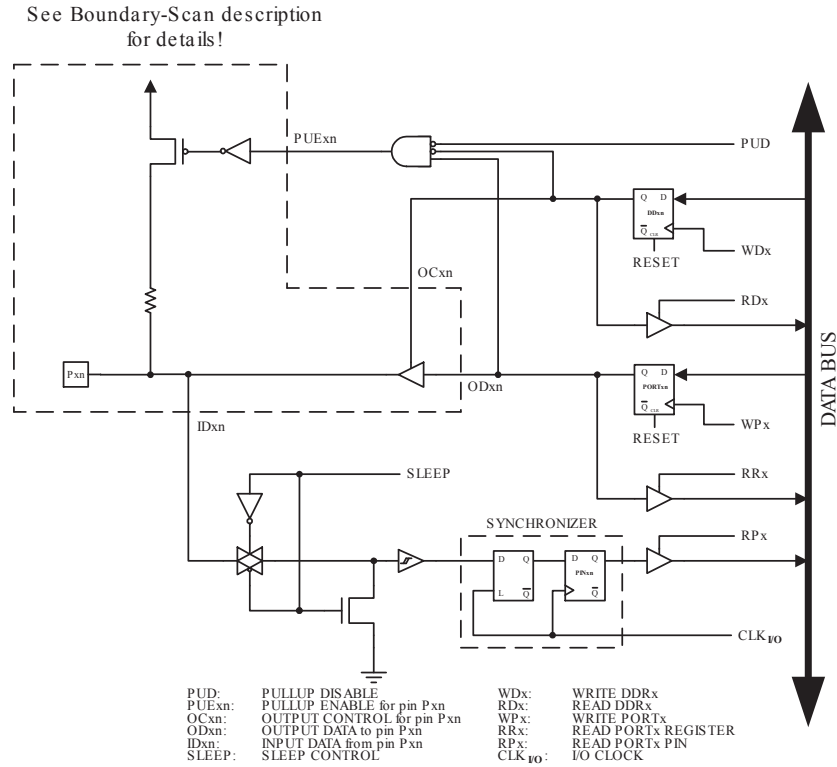 See Boundary-Scan description
for details!
PUExn
PUD
Q D
DDxn
Q CLR
WDx
RESET
OCxn
RDx
Pxn
ODxn
Q D
PORTxn
Q CLR
WPx
RESET
IDxn
SLEEP
RRx
SYNCHRONIZER
RPx
D Q
L Q
D Q
PINxn
Q
CLK I/O
DATA BUS
PUD: PULLUP DISABLE
PUExn: PULLUP ENABLE for pin Pxn
OCxn: OUTPUT CONTROL for pin Pxn
ODxn: OUTPUT DATA to pin Pxn
IDxn: INPUT DATA from pin Pxn
SLEEP: SLEEP CONTROL
WDx: WRITE DDRx
RDx: READ DDRx
WPx: WRITE PORTx
RRx: READ PORTx REGISTER
RPx: READ PORTx PIN
CLK I/O: I/O CLOCK